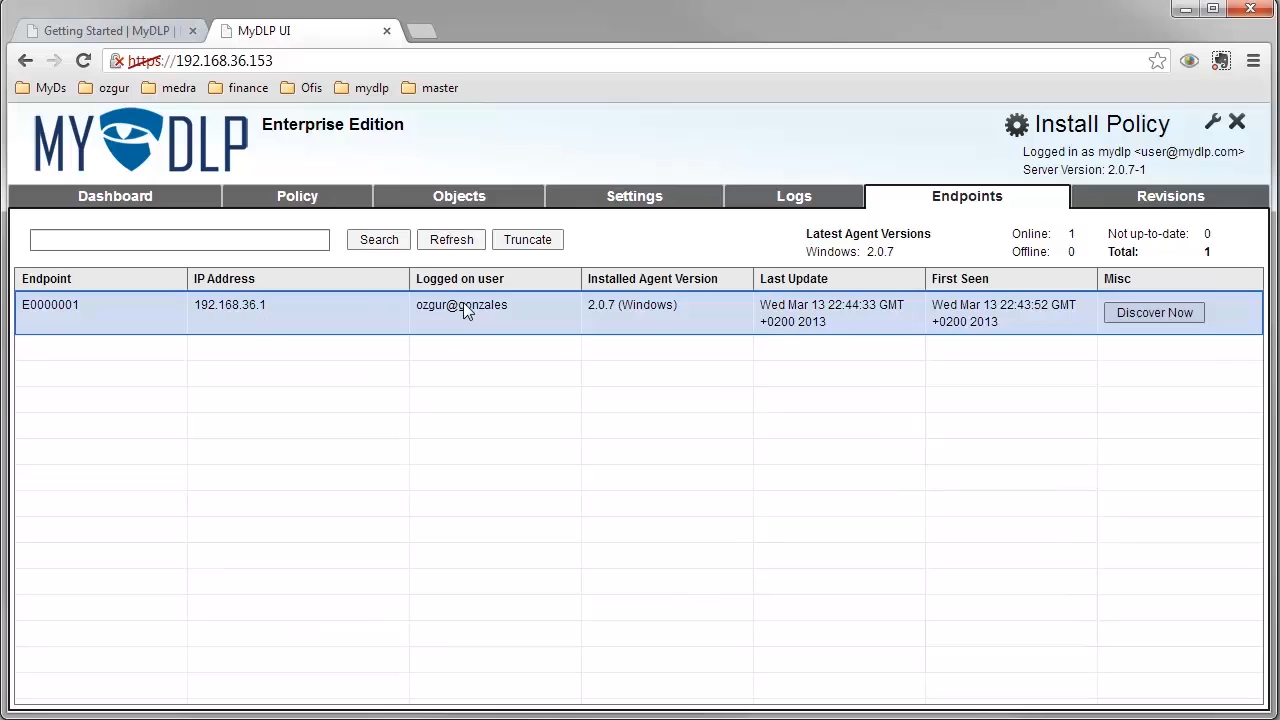 Getting Started | MyDLP |
MyDLP UI
https://192.168.36.153
MyDs
ozgur
medra
finance
Ofis
mydlp
master
MYDLP
Enterprise Edition
Install Policy
Logged in as mydlp <user@mydlp.com>
Server Version: 2.0.7-1
Dashboard
Policy
Objects
Settings
Logs
Endpoints
Revisions
Search
Refresh
Truncate
Latest Agent Versions
Windows: 2.0.7
Online: 1
Offline: 0
Not up-to-date: 0
Total: 1
Endpoint
IP Address
Logged on user
Installed Agent Version
Last Update
First Seen
Misc
E0000001
192.168.36.1
ozgur@gonzales
2.0.7 (Windows)
Wed Mar 13 22:44:33 GMT
+0200 2013
Wed Mar 13 22:43:52 GMT
+0200 2013
Discover Now